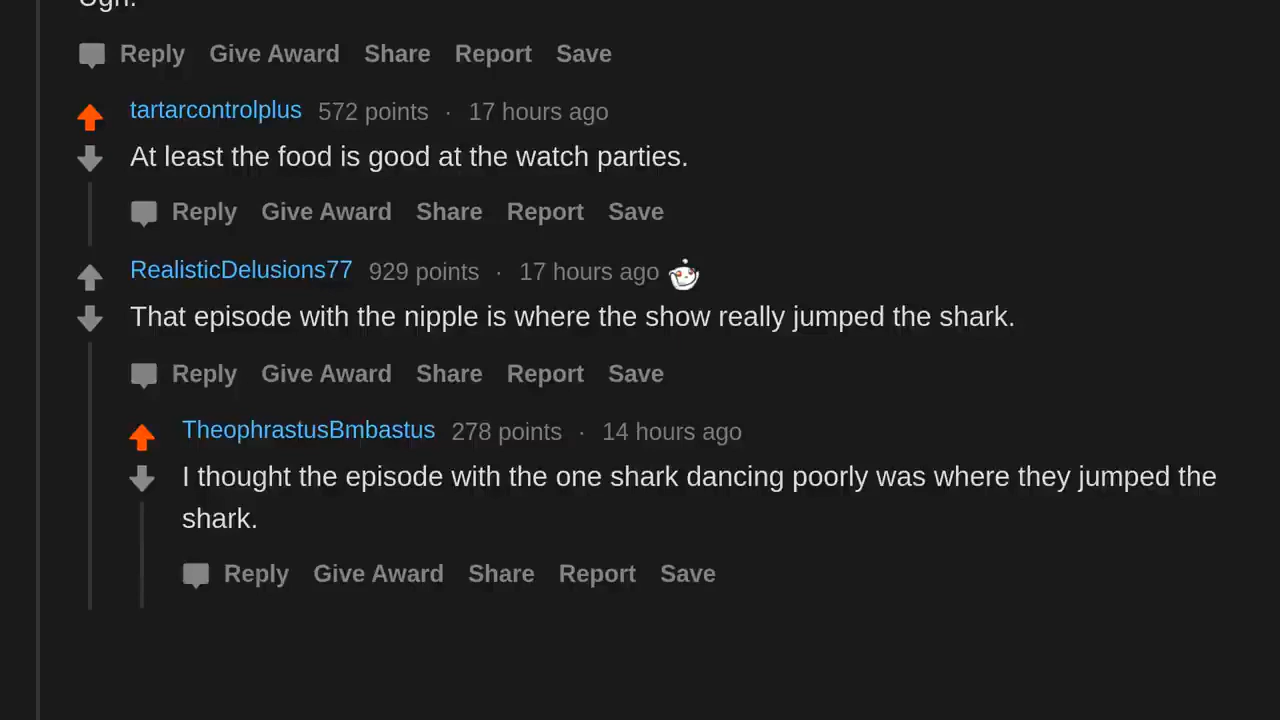 Ugh.
Reply Give Award Share Report Save
tartarcontrolplus 572 points · 17 hours ago
At least the food is good at the watch parties.
Reply Give Award Share Report Save
RealisticDelusions77 929 points · 17 hours ago
That episode with the nipple is where the show really jumped the shark.
Reply Give Award Share Report Save
TheophrastusBmbastus 278 points · 14 hours ago
I thought the episode with the one shark dancing poorly was where they jumped the
shark.
Reply Give Award Share Report Save